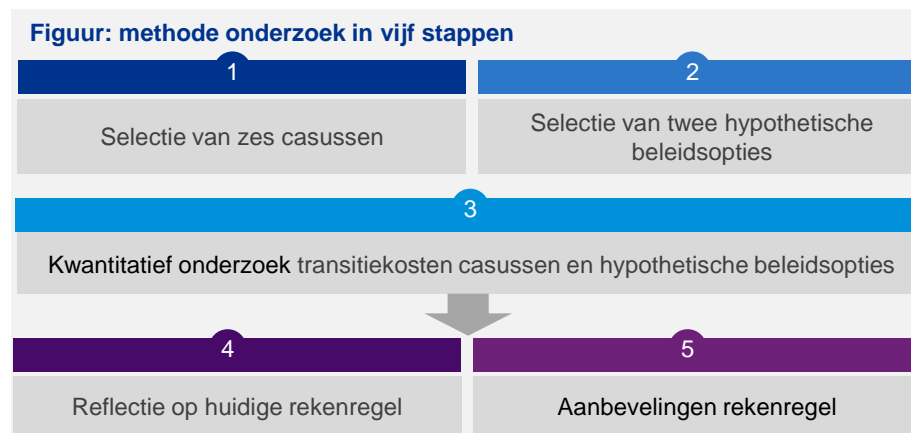 Figuur: methode onderzoek in vijf stappen
1
2
Selectie van zes casussen
Selectie van twee hypothetische
beleidsopties
3
Kwantitatief onderzoek transitiekosten casussen en hypothetische beleidsopties
4
5
Reflectie op huidige rekenregel
Aanbevelingen rekenregel